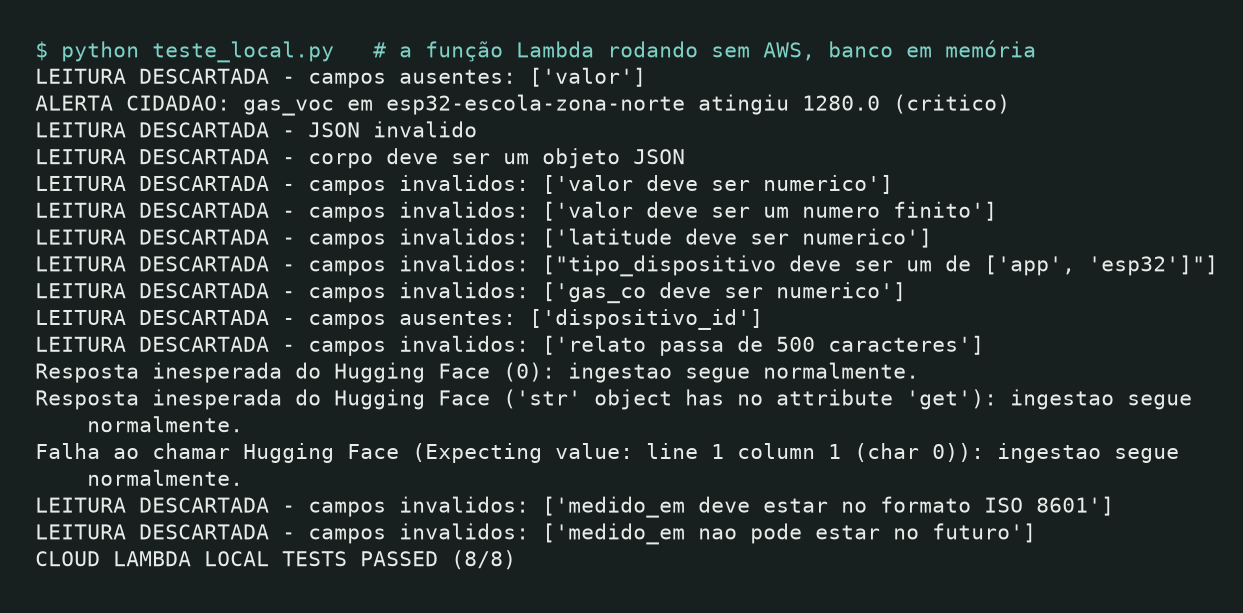 $ python teste_local.py   # a função Lambda rodando sem AWS, banco em memória
LEITURA DESCARTADA - campos ausentes: ['valor']
ALERTA CIDADAO: gas_voc em esp32-escola-zona-norte atingiu 1280.0 (critico)
LEITURA DESCARTADA - JSON invalido
LEITURA DESCARTADA - corpo deve ser um objeto JSON
LEITURA DESCARTADA - campos invalidos: ['valor deve ser numerico']
LEITURA DESCARTADA - campos invalidos: ['valor deve ser um numero finito']
LEITURA DESCARTADA - campos invalidos: ['latitude deve ser numerico']
LEITURA DESCARTADA - campos invalidos: ["tipo_dispositivo deve ser um de ['app', 'esp32']"]
LEITURA DESCARTADA - campos invalidos: ['gas_co deve ser numerico']
LEITURA DESCARTADA - campos ausentes: ['dispositivo_id']
LEITURA DESCARTADA - campos invalidos: ['relato passa de 500 caracteres']
Resposta inesperada do Hugging Face (0): ingestao segue normalmente.
Resposta inesperada do Hugging Face ('str' object has no attribute 'get'): ingestao segue
    normalmente.
Falha ao chamar Hugging Face (Expecting value: line 1 column 1 (char 0)): ingestao segue
    normalmente.
LEITURA DESCARTADA - campos invalidos: ['medido_em deve estar no formato ISO 8601']
LEITURA DESCARTADA - campos invalidos: ['medido_em nao pode estar no futuro']
CLOUD LAMBDA LOCAL TESTS PASSED (8/8)